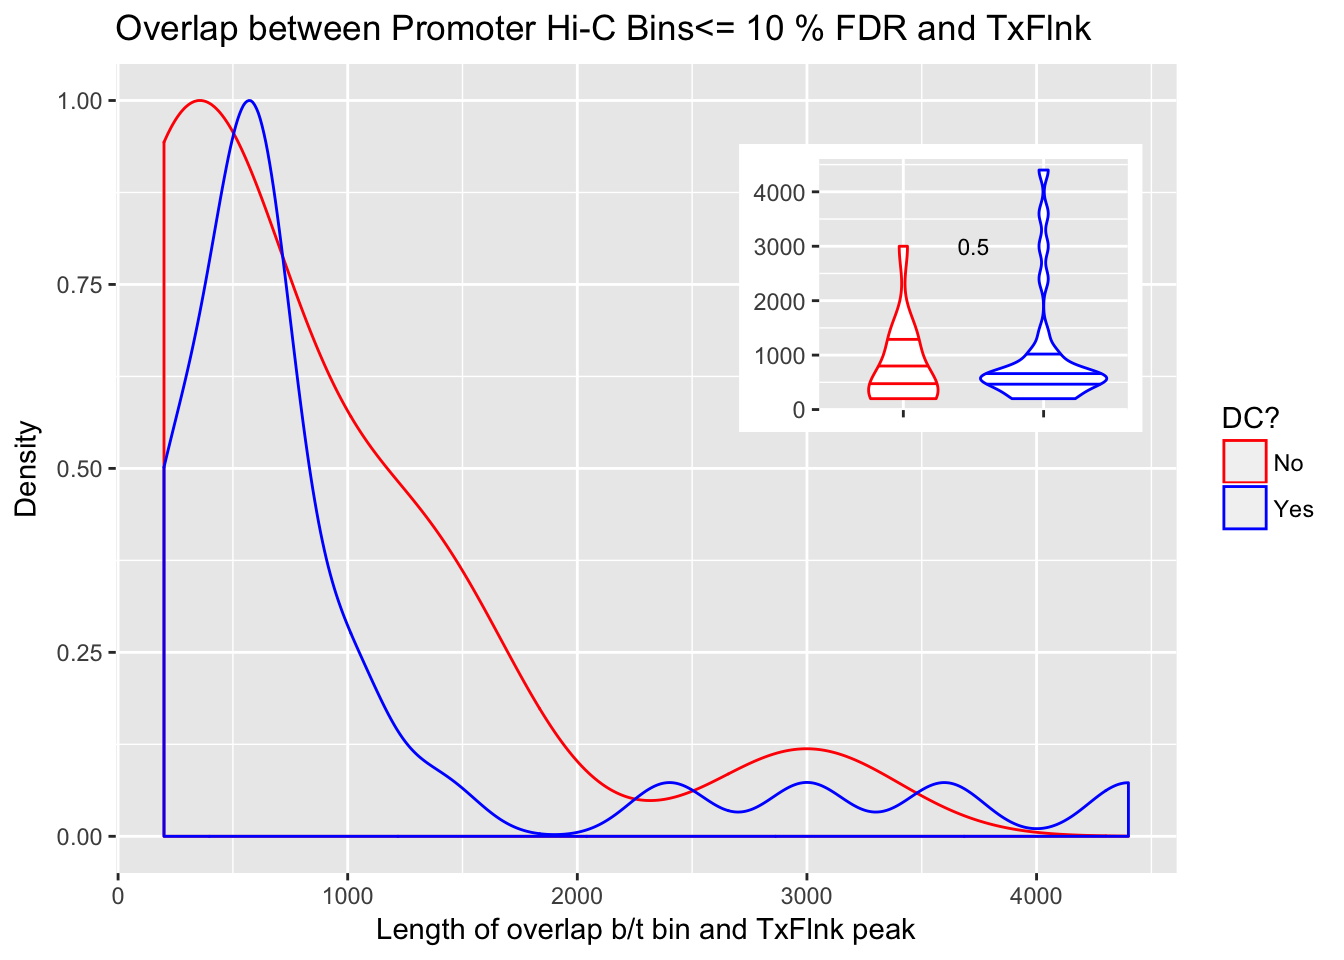 Overlap between Promoter Hi-C Bins<= 10 % FDR and TxFlnk
Density
1.00
0.75
0.50
0.25
0.00
0
1000
2000
3000
4000
Length of overlap b/t bin and TxFlnk peak
4000
3000
2000
1000
0
0.5
DC?
No
Yes